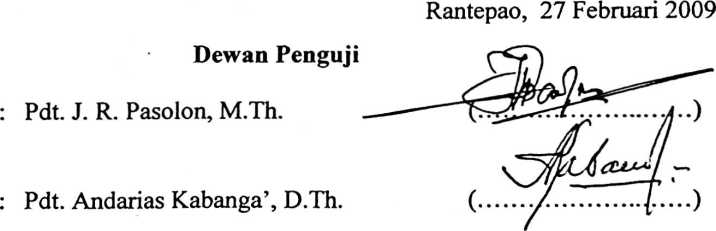 Rantepao, 27 Februari 2009
Dewan Penguji
: Pdt. J. R. Pasolon, M.Th. (....................)
: Pdt. Andarias Kabanga', D.Th. (....................)